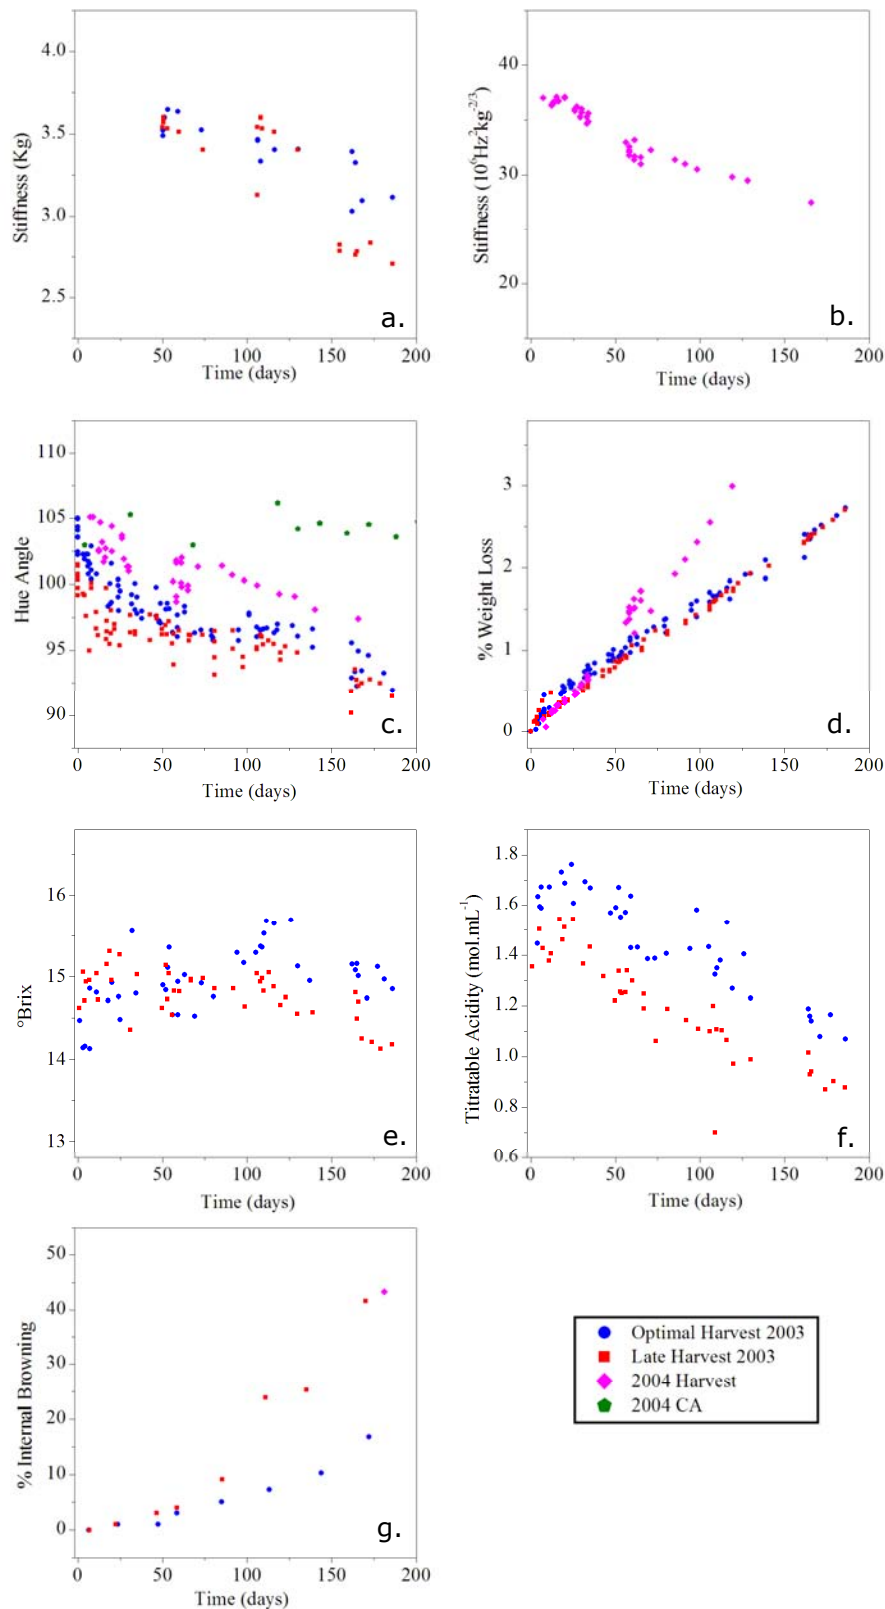 4.0
3.5
3.0
2.5
Stiffness (Kg)
0 50 100 150 200
Time (days)
a.
40
30
20
Stiffness (10⁶Hz²kg⁻²ᐟ³)
0 50 100 150 200
Time (days)
b.
110
105
100
95
90
Hue Angle
0 50 100 150 200
Time (days)
c.
3
2
1
0
% Weight Loss
0 50 100 150 200
Time (days)
d.
16
15
14
13
°Brix
0 50 100 150 200
Time (days)
e.
1.8
1.6
1.4
1.2
1.0
0.8
0.6
Titratable Acidity (mol.mL⁻¹)
0 50 100 150 200
Time (days)
f.
50
40
30
20
10
0
% Internal Browning
0 50 100 150 200
Time (days)
g.
Optimal Harvest 2003
Late Harvest 2003
2004 Harvest
2004 CA